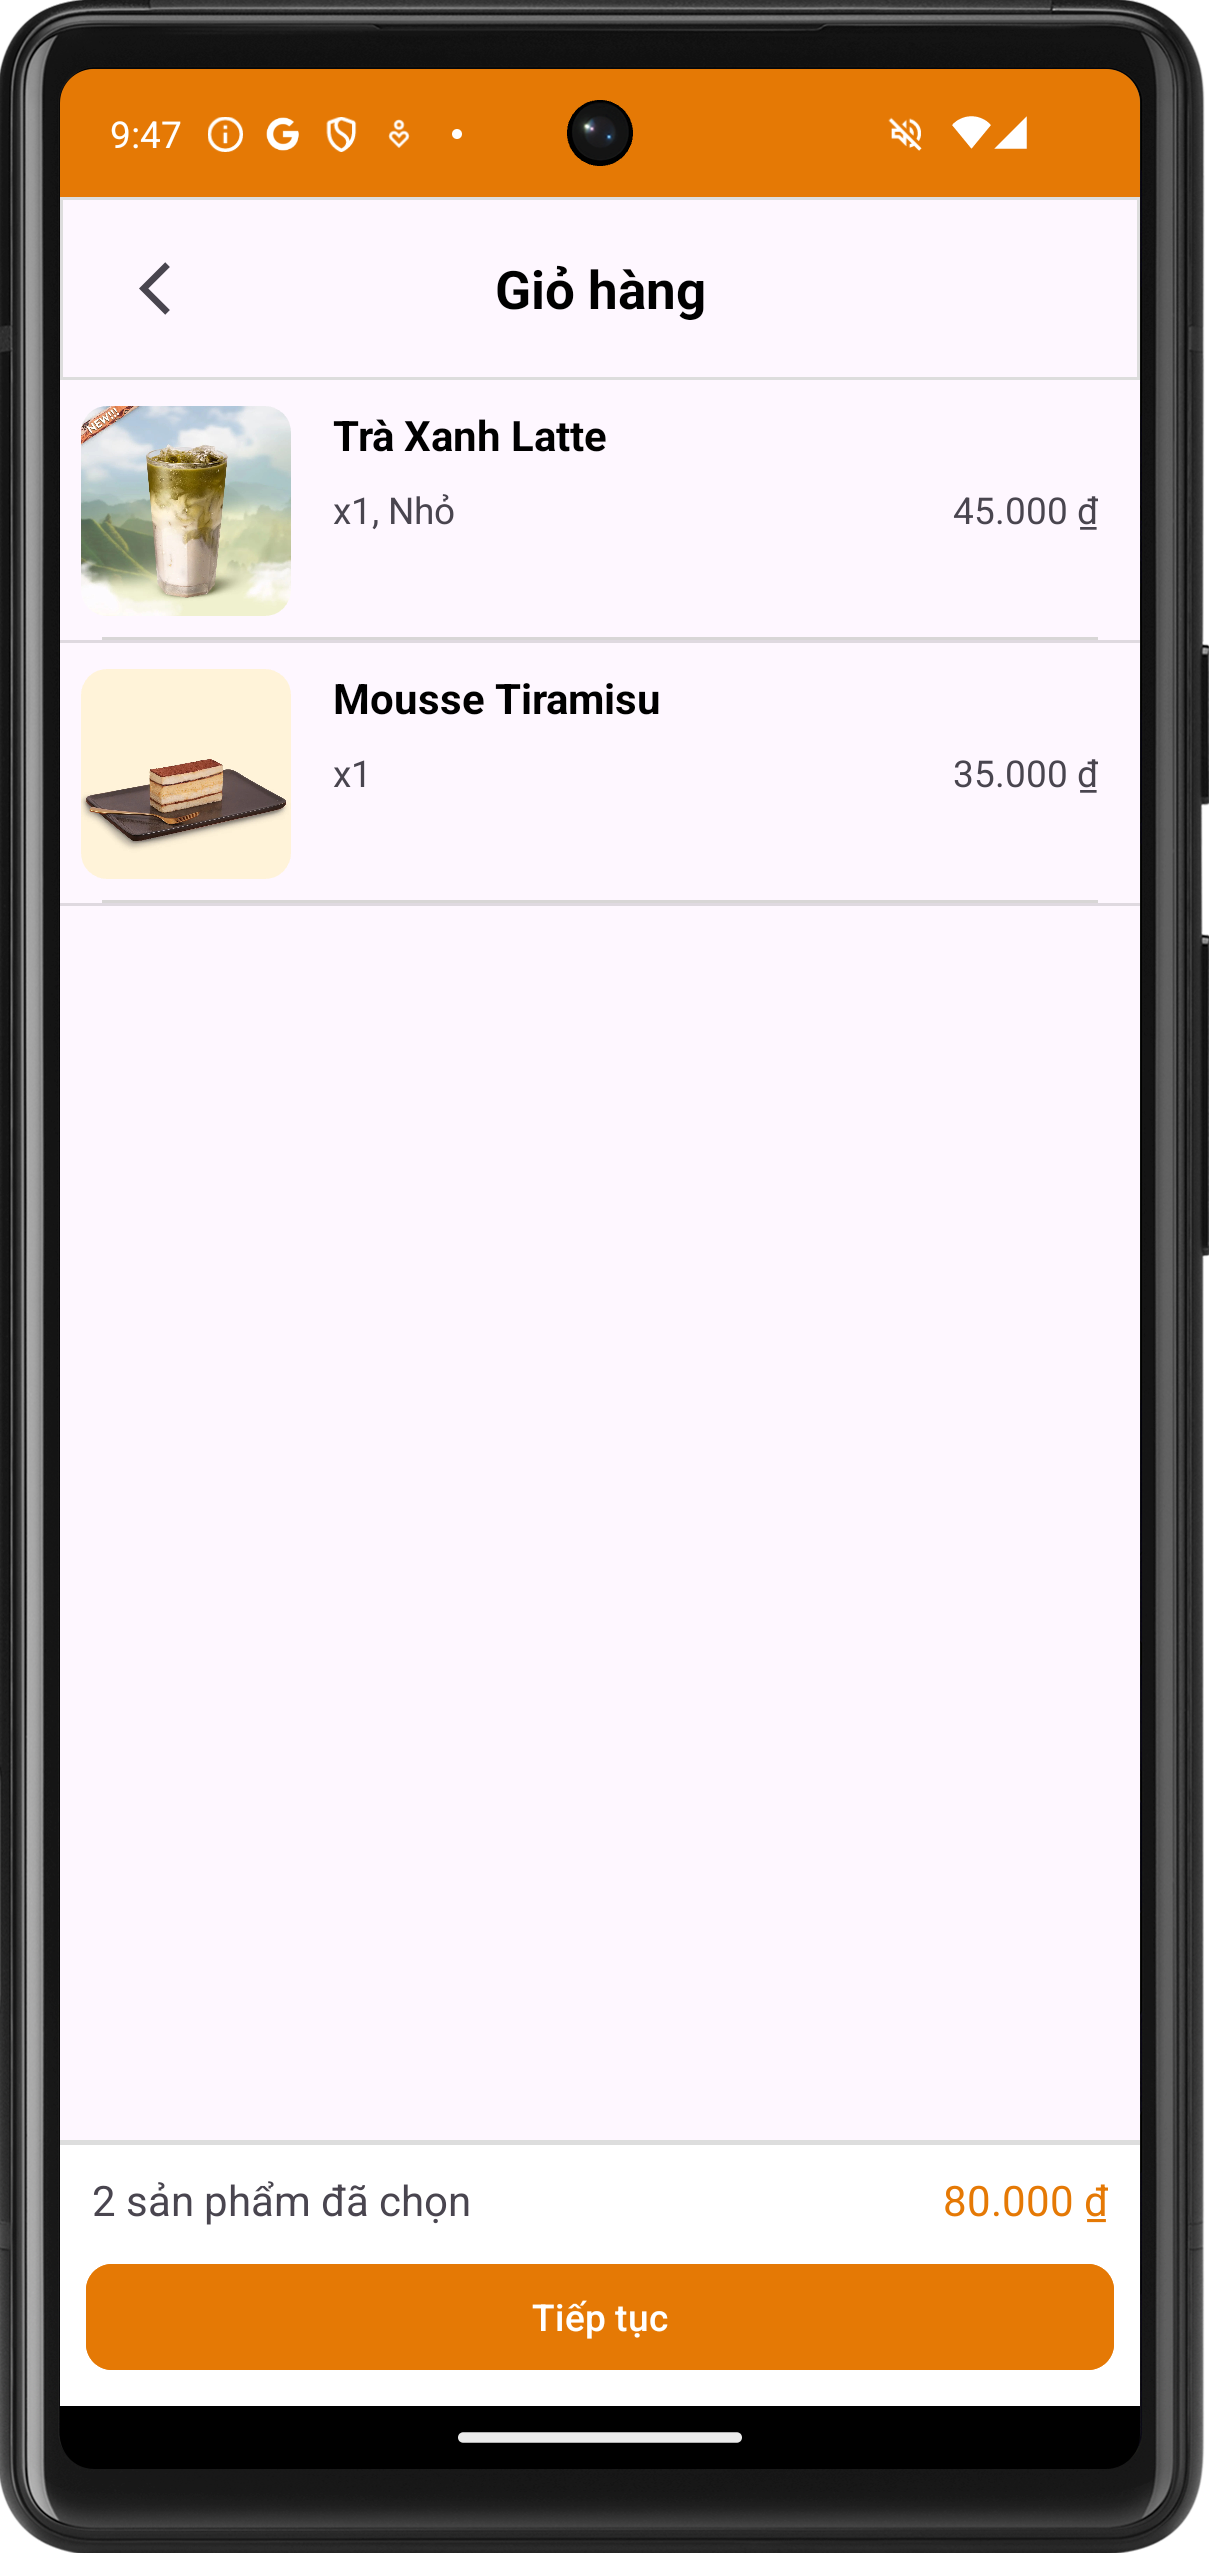 9:47
Giỏ hàng
NEW!!!
Trà Xanh Latte
x1, Nhỏ
45.000 ₫
Mousse Tiramisu
x1
35.000 ₫
2 sản phẩm đã chọn
80.000 ₫
Tiếp tục